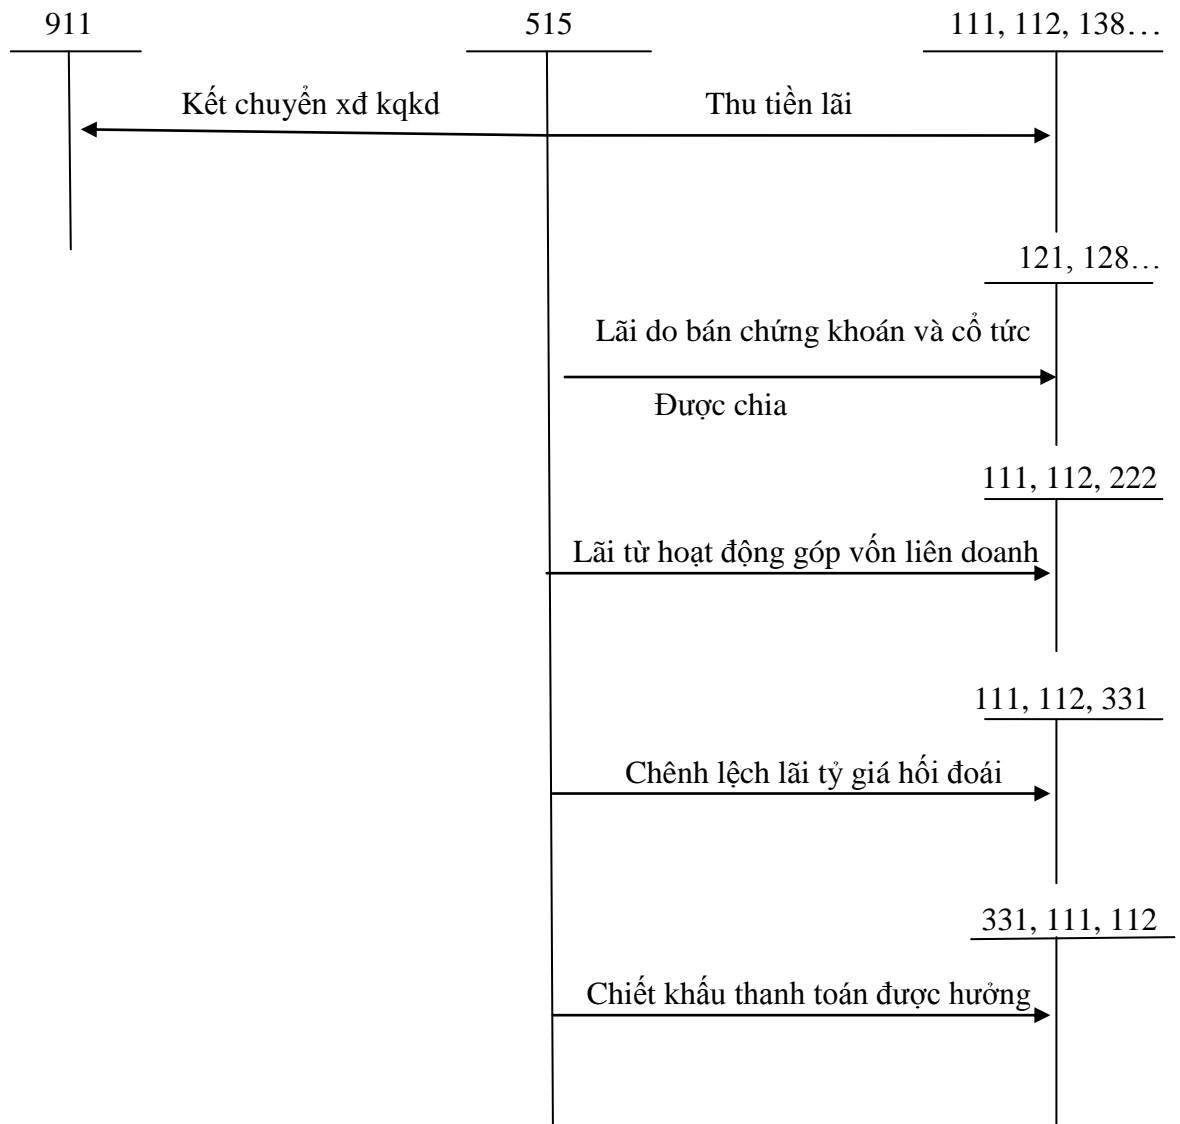 911
515
111, 112, 138…
Kết chuyển xđ kqkd
Thu tiền lãi
121, 128…
Lãi do bán chứng khoán và cổ tức
Được chia
111, 112, 222
Lãi từ hoạt động góp vốn liên doanh
111, 112, 331
Chênh lệch lãi tỷ giá hối đoái
331, 111, 112
Chiết khấu thanh toán được hưởng